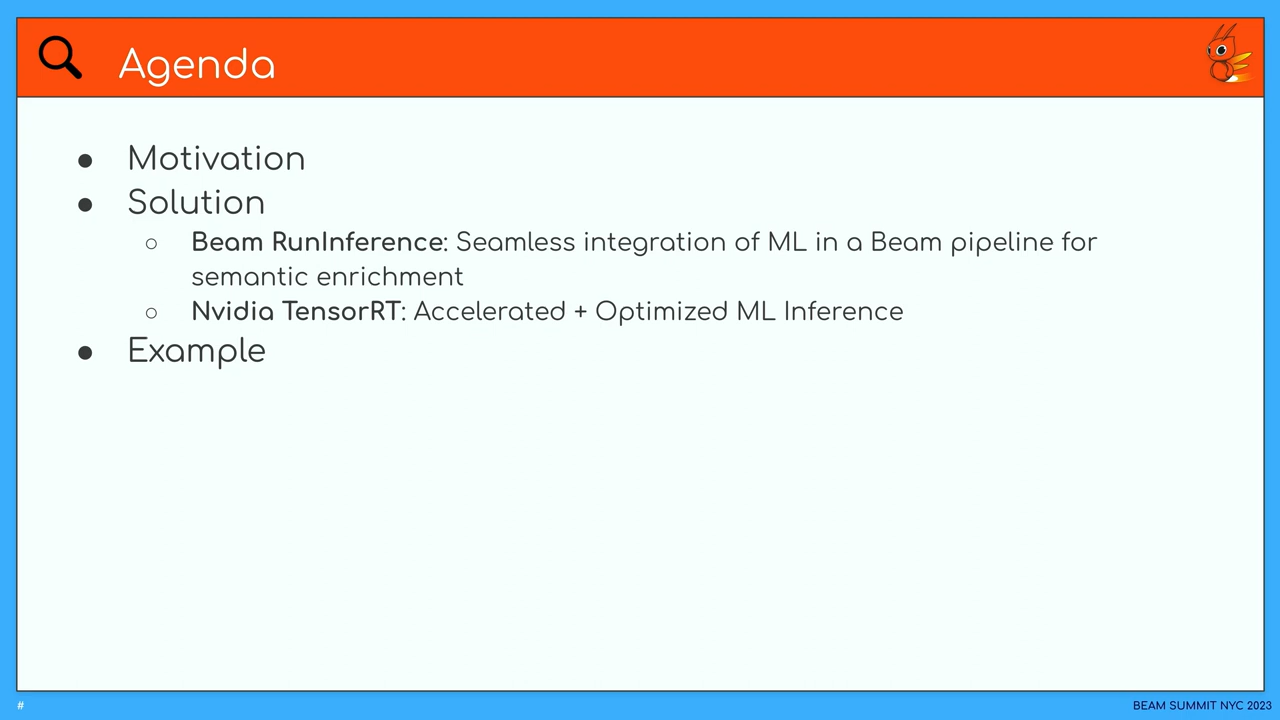 Agenda
● Motivation
● Solution
○ Beam RunInference: Seamless integration of ML in a Beam pipeline for
semantic enrichment
○ Nvidia TensorRT: Accelerated + Optimized ML Inference
● Example
#
BEAM SUMMIT NYC 2023